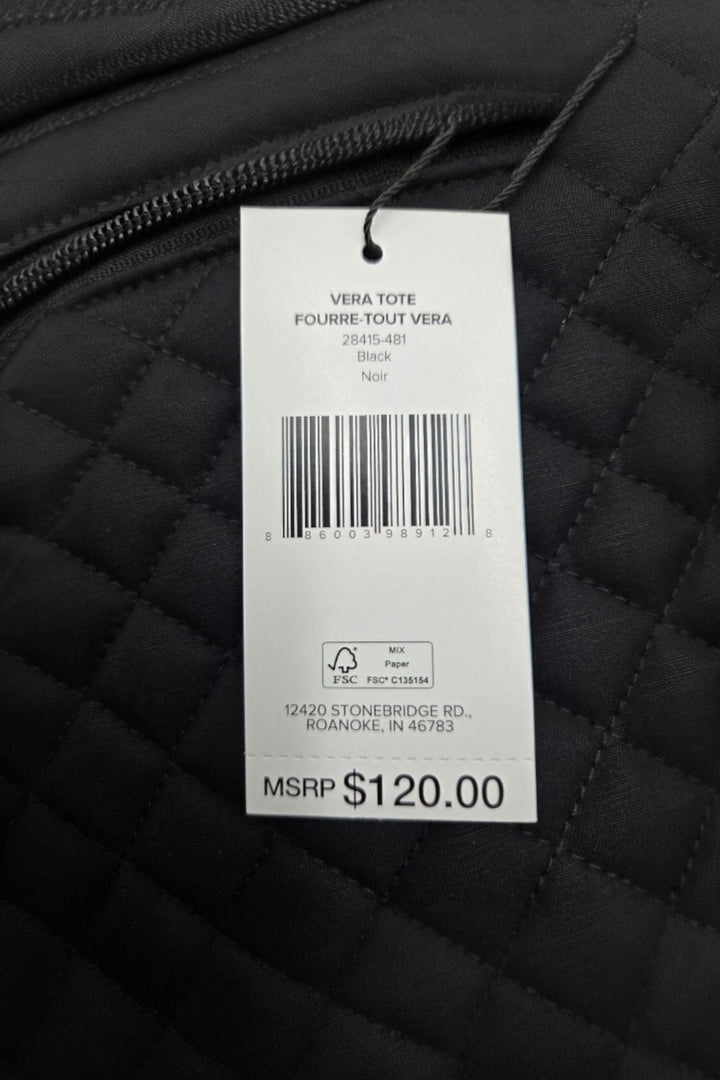 VERA TOTE
FOURRE-TOUT VERA
28415-481
Black
Noir
8 86003 98912 8
MIX
Paper
FSC® C135154
FSC
12420 STONEBRIDGE RD.,
ROANOKE, IN 46783
MSRP $120.00